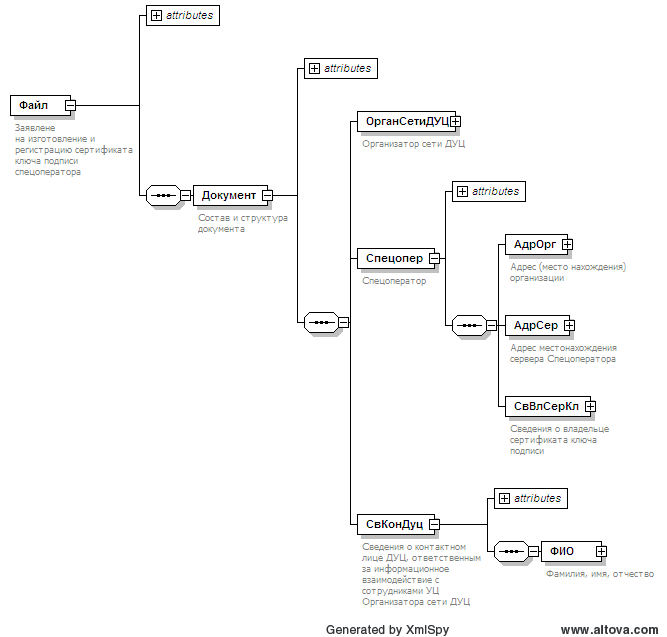 attributes
Файл
Заявлене
на изготовление и
регистрацию сертификата
ключа подписи
спецоператора
attributes
Документ
Состав и структура
документа
ОрганСетиДУЦ
Организатор сети ДУЦ
Спецопер
Спецоператор
attributes
АдрОрг
Адрес (место нахождения)
организации
АдрСер
Адрес местонахождения
сервера Спецоператора
СвВлСерКл
Сведения о владельце
сертификата ключа
подписи
СвКонДуц
Сведения о контактном
лице ДУЦ, ответственным
за информационное
взаимодействие с
сотрудниками УЦ
Организатора сети ДУЦ
attributes
ФИО
Фамилия, имя, отчество
Generated by XmlSpy
www.altova.com